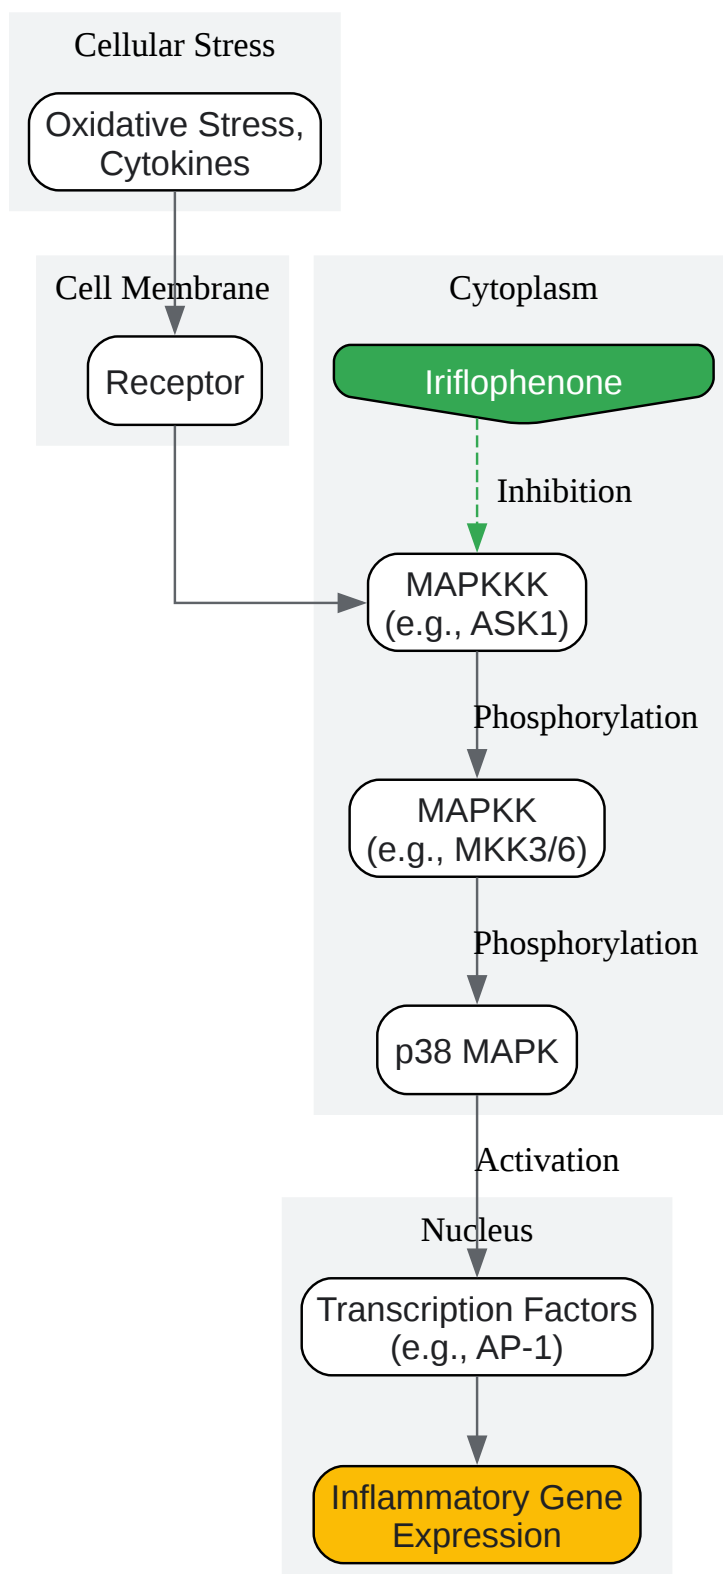 Cellular Stress
Oxidative Stress,
Cytokines
Cell Membrane
Receptor
Cytoplasm
Iriflophenone
Inhibition
MAPKKK
(e.g., ASK1)
Phosphorylation
MAPKK
(e.g., MKK3/6)
Phosphorylation
p38 MAPK
Activation
Nucleus
Transcription Factors
(e.g., AP-1)
Inflammatory Gene
Expression